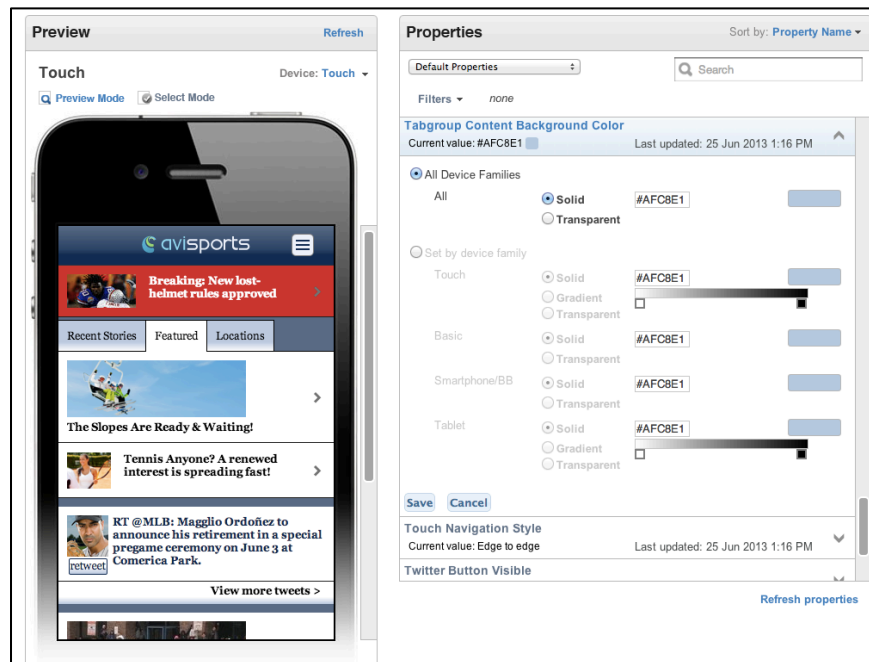 Preview
Refresh
Touch
Device: Touch
Preview Mode
Select Mode
avisports
Breaking: New lost-
helmet rules approved
Recent Stories
Featured
Locations
The Slopes Are Ready & Waiting!
Tennis Anyone? A renewed
interest is spreading fast!
RT @MLB: Magglio Ordoñez to
announce his retirement in a special
pregame ceremony on June 3 at
Comerica Park.
retweet
View more tweets >
Properties
Sort by: Property Name
Default Properties
Search
Filters
none
Tabgroup Content Background Color
Current value: #AFC8E1
Last updated: 25 Jun 2013 1:16 PM
All Device Families
All
Solid
#AFC8E1
Transparent
Set by device family
Touch
Solid
#AFC8E1
Gradient
Transparent
Basic
Solid
#AFC8E1
Transparent
Smartphone/BB
Solid
#AFC8E1
Transparent
Tablet
Solid
#AFC8E1
Gradient
Transparent
Save
Cancel
Touch Navigation Style
Current value: Edge to edge
Last updated: 25 Jun 2013 1:16 PM
Twitter Button Visible
Refresh properties